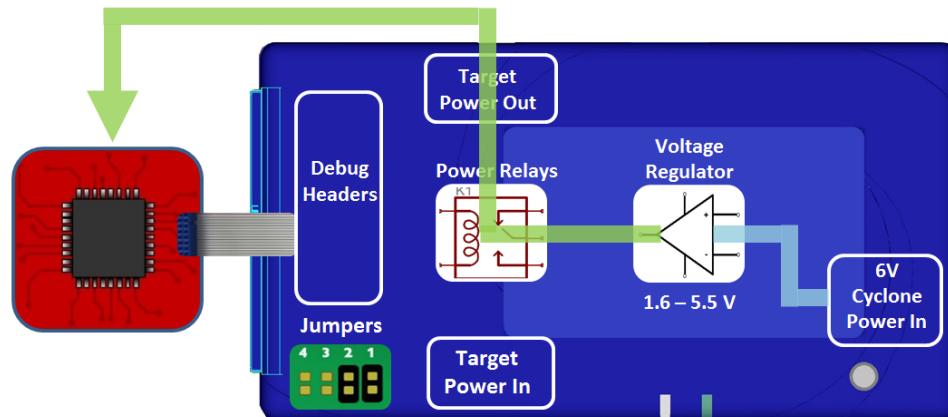 Target
Power Out
Debug
Headers
Power Relays
K1
Voltage
Regulator
+
-
1.6 – 5.5 V
6V
Cyclone
Power In
Jumpers
4 3 2 1
Target
Power In